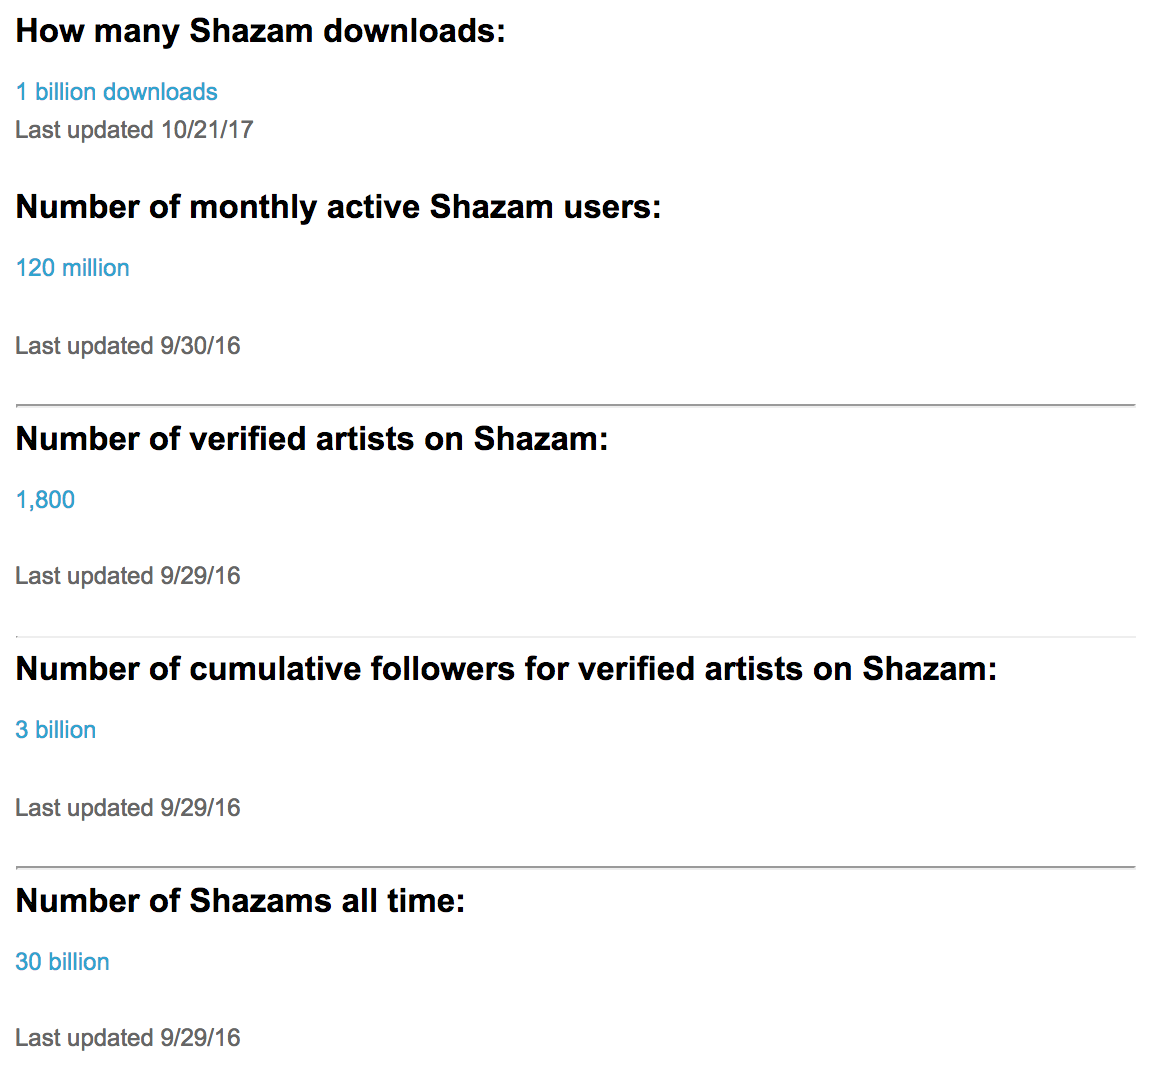 How many Shazam downloads:
1 billion downloads
Last updated 10/21/17
Number of monthly active Shazam users:
120 million
Last updated 9/30/16
Number of verified artists on Shazam:
1,800
Last updated 9/29/16
Number of cumulative followers for verified artists on Shazam:
3 billion
Last updated 9/29/16
Number of Shazams all time:
30 billion
Last updated 9/29/16